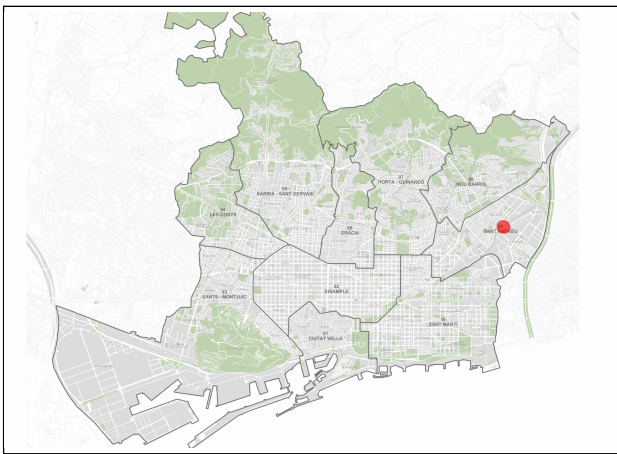 07
HORTA - GUINARDÓ
08
NOU BARRIS
05
SARRIÀ - SANT GERVASI
04
LES CORTS
06
GRÀCIA
SANT
02
EIXAMPLE
03
SANTS - MONTJUÏC
10
SANT MARTÍ
01
CIUTAT VELLA